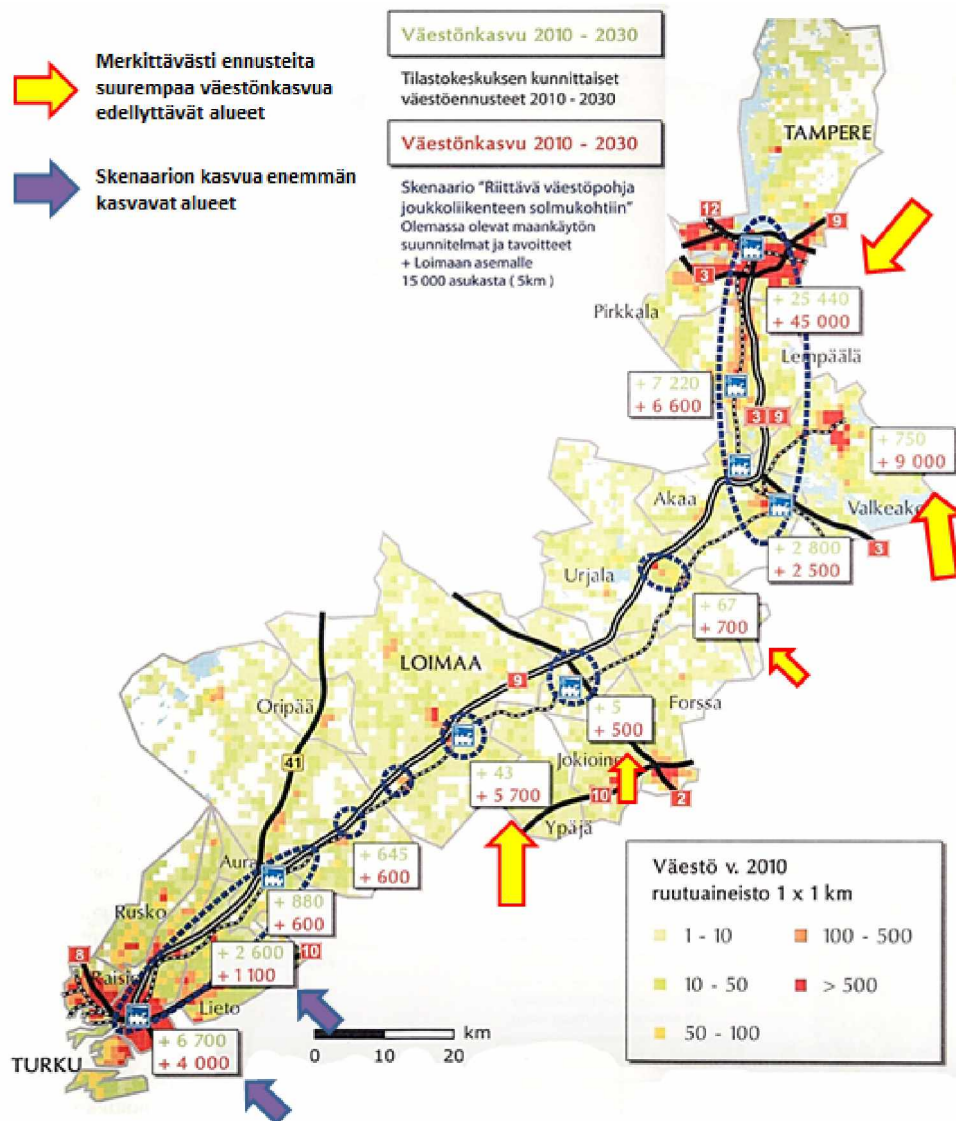 Merkittävästi ennusteita
suurempaa väestönkasvua
edellyttävät alueet
Skenaarion kasvua enemmän
kasvavat alueet
Väestönkasvu 2010 - 2030
Tilastokeskuksen kunnittaiset
väestöennusteet 2010 - 2030
Väestönkasvu 2010 - 2030
Skenaario "Riittävä väestöpohja
joukkoliikenteen solmukohtiin"
Olemassa olevat maankäytön
suunnitelmat ja tavoitteet
+ Loimaan asemalle
15 000 asukasta ( 5km )
TAMPERE
12
9
3
Pirkkala
+ 25 440
+ 45 000
Lempäälä
+ 7 220
+ 6 600
3 9
+ 750
+ 9 000
Akaa
Valkeako
3
+ 2 800
+ 2 500
Urjala
+ 67
+ 700
LOIMAA
9
Oripää
Forssa
+ 5
+ 500
41
Jokioine
+ 43
+ 5 700
10
2
Ypäjä
+ 645
+ 600
Aura
+ 880
+ 600
Rusko
+ 2 600
+ 1 100
10
8
Raisio
Lieto
+ 6 700
+ 4 000
TURKU
km
0 10 20
Väestö v. 2010
ruutuaineisto 1 x 1 km
1 - 10
100 - 500
10 - 50
> 500
50 - 100